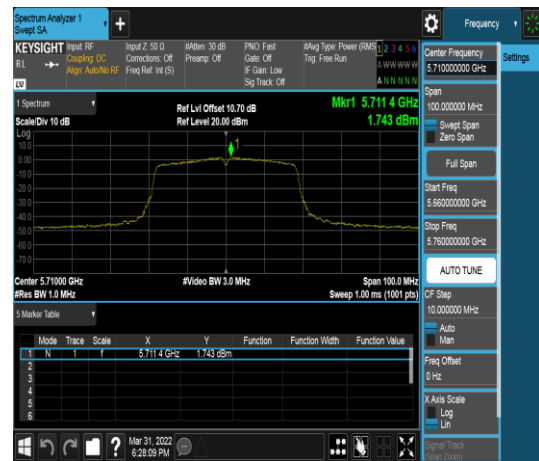 Spectrum Analyzer 1
Swept SA
+
Frequency
KEYSIGHT Input: RF Input Z: 50 Ω #Atten: 30 dB PNO: Fast #Avg Type: Power (RMS 1 2 3 4 5 6
RL Coupling: DC Corrections: Off Preamp: Off Gate: Off Trig: Free Run A W W W W W
Align: Auto/No RF Freq Ref: Int (S) IF Gain: Low
Sig Track: Off A N N N N N
LXI
1 Spectrum
Scale/Div 10 dB
Ref Lvl Offset 10.70 dB
Ref Level 20.00 dBm
Mkr1 5.711 4 GHz
1.743 dBm
Log
10.0
0.00
-10.0
-20.0
-30.0
-40.0
-50.0
-60.0
-70.0
1
Center 5.71000 GHz #Video BW 3.0 MHz Span 100.0 MHz
#Res BW 1.0 MHz Sweep 1.00 ms (1001 pts)
5 Marker Table
Mode Trace Scale X Y Function Function Width Function Value
1 N 1 f 5.711 4 GHz 1.743 dBm
2
3
4
5
6
Mar 31, 2022
6:28:09 PM
?
Center Frequency
5.710000000 GHz
Settings
Span
100.000000 MHz
Swept Span
Zero Span
Full Span
Start Freq
5.660000000 GHz
Stop Freq
5.760000000 GHz
AUTO TUNE
CF Step
10.000000 MHz
Auto
Man
Freq Offset
0 Hz
X Axis Scale
Log
Lin
Signal Track
(Span Zoom)